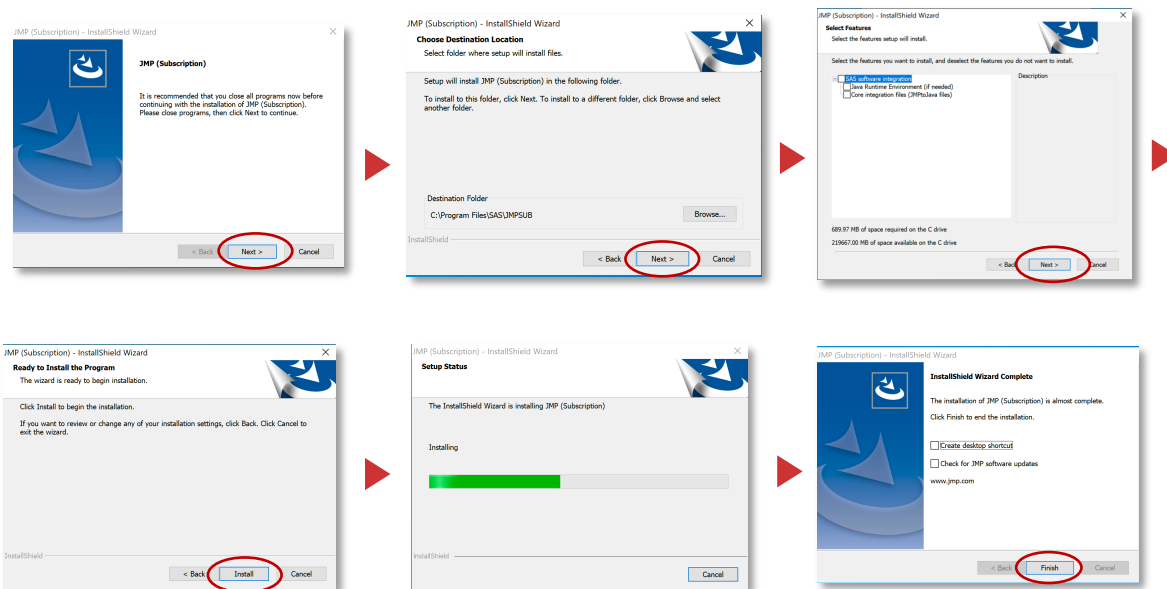 JMP (Subscription) - InstallShield Wizard
JMP (Subscription)
It is recommended that you close all programs now before
continuing with the installation of JMP (Subscription).
Please close programs, then click Next to continue.
< Back
Next >
Cancel
JMP (Subscription) - InstallShield Wizard
Choose Destination Location
Select folder where setup will install files.
Setup will install JMP (Subscription) in the following folder.
To install to this folder, click Next. To install to a different folder, click Browse and select
another folder.
Destination Folder
C:\Program Files\SAS\JMPSUB
Browse...
InstallShield
< Back
Next >
Cancel
JMP (Subscription) - InstallShield Wizard
Select Features
Select the features setup will install.
Select the features you want to install, and deselect the features you do not want to install.
SAS software integration
Java Runtime Environment (if needed)
Core integration files (JMPtoJava files)
Description
689.97 MB of space required on the C drive
219667.00 MB of space available on the C drive
< Back
Next >
Cancel
JMP (Subscription) - InstallShield Wizard
Ready to Install the Program
The wizard is ready to begin installation.
Click Install to begin the installation.
If you want to review or change any of your installation settings, click Back. Click Cancel to
exit the wizard.
InstallShield
< Back
Install
Cancel
JMP (Subscription) - InstallShield Wizard
Setup Status
The InstallShield Wizard is installing JMP (Subscription)
Installing
InstallShield
Cancel
JMP (Subscription) - InstallShield Wizard
InstallShield Wizard Complete
The installation of JMP (Subscription) is almost complete.
Click Finish to end the installation.
Create desktop shortcut
Check for JMP software updates
www.jmp.com
< Back
Finish
Cancel